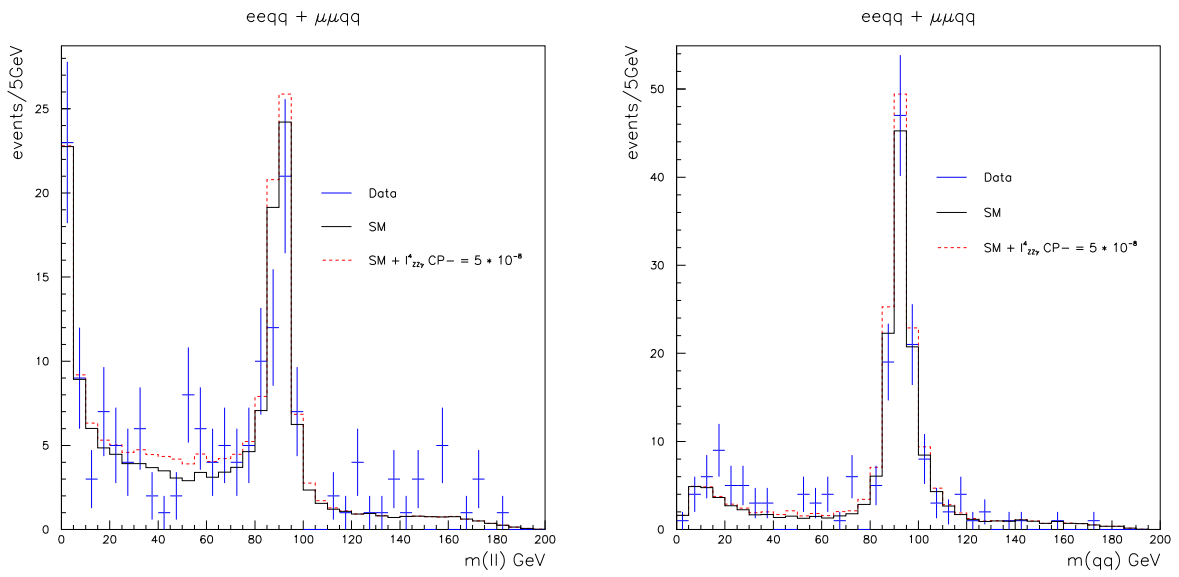 eeqq + μμqq
events/5GeV
25
20
15
10
5
0
0 20 40 60 80 100 120 140 160 180 200
m(ll) GeV
Data
SM
SM + l⁴ZZγ CP− = 5 * 10⁻⁸
eeqq + μμqq
events/5GeV
50
40
30
20
10
0
0 20 40 60 80 100 120 140 160 180 200
m(qq) GeV
Data
SM
SM + l⁴ZZγ CP− = 5 * 10⁻⁸